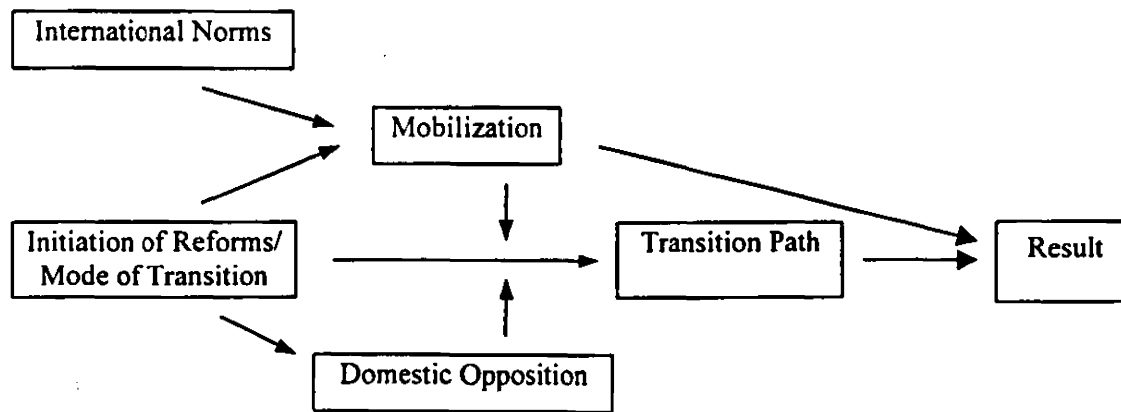 International Norms
Mobilization
Initiation of Reforms/
Mode of Transition
Transition Path
Result
Domestic Opposition